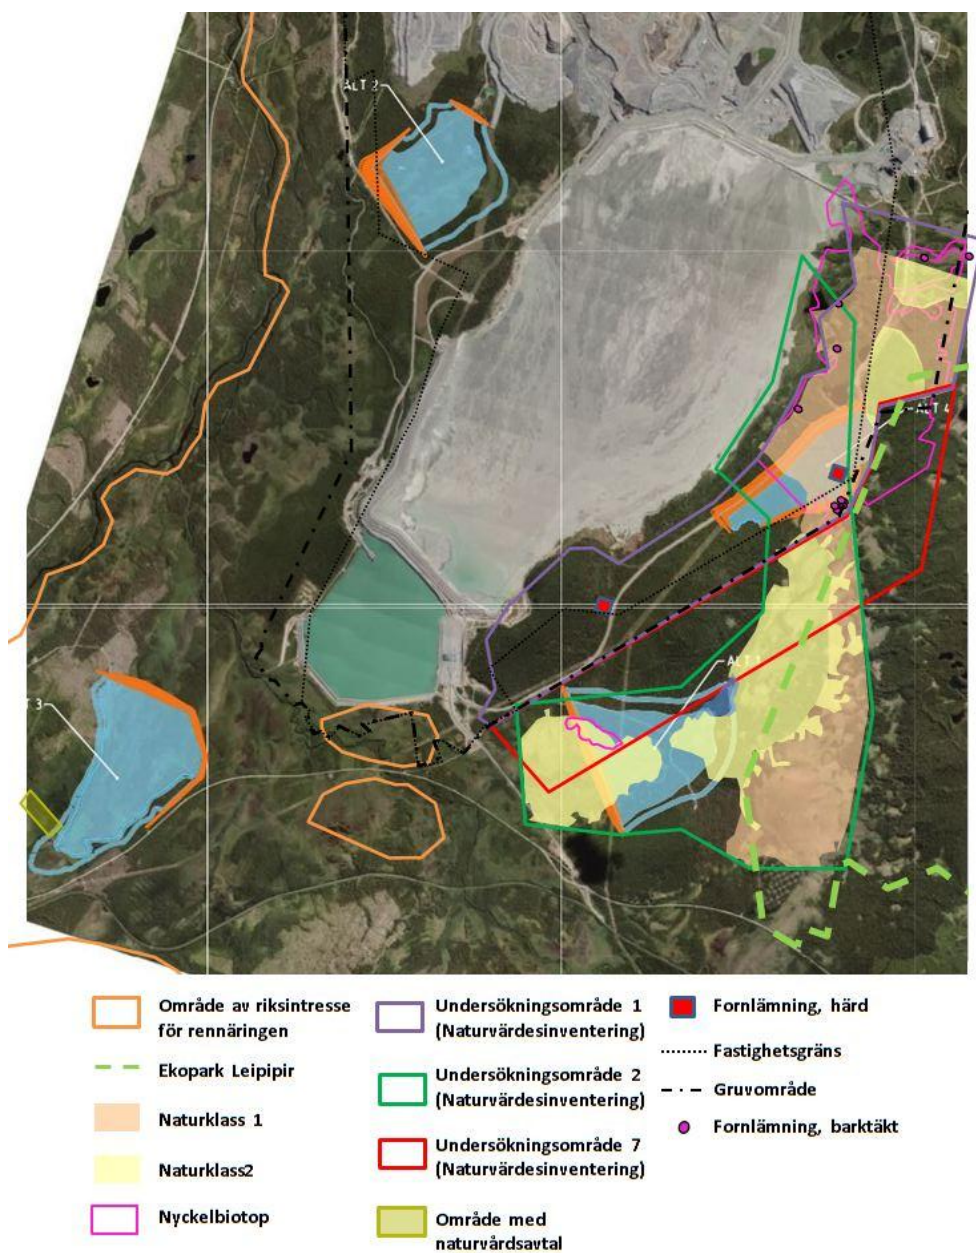 ALT 2
ALT 4
ALT 1
T 3
Område av riksintresse
för rennäringen
Ekopark Leipipir
Naturklass 1
Naturklass2
Nyckelbiotop
Undersökningsområde 1
(Naturvärdesinventering)
Undersökningsområde 2
(Naturvärdesinventering)
Undersökningsområde 7
(Naturvärdesinventering)
Område med
naturvårdsavtal
Fornlämning, härd
Fastighetsgräns
Gruvområde
Fornlämning, barktäkt